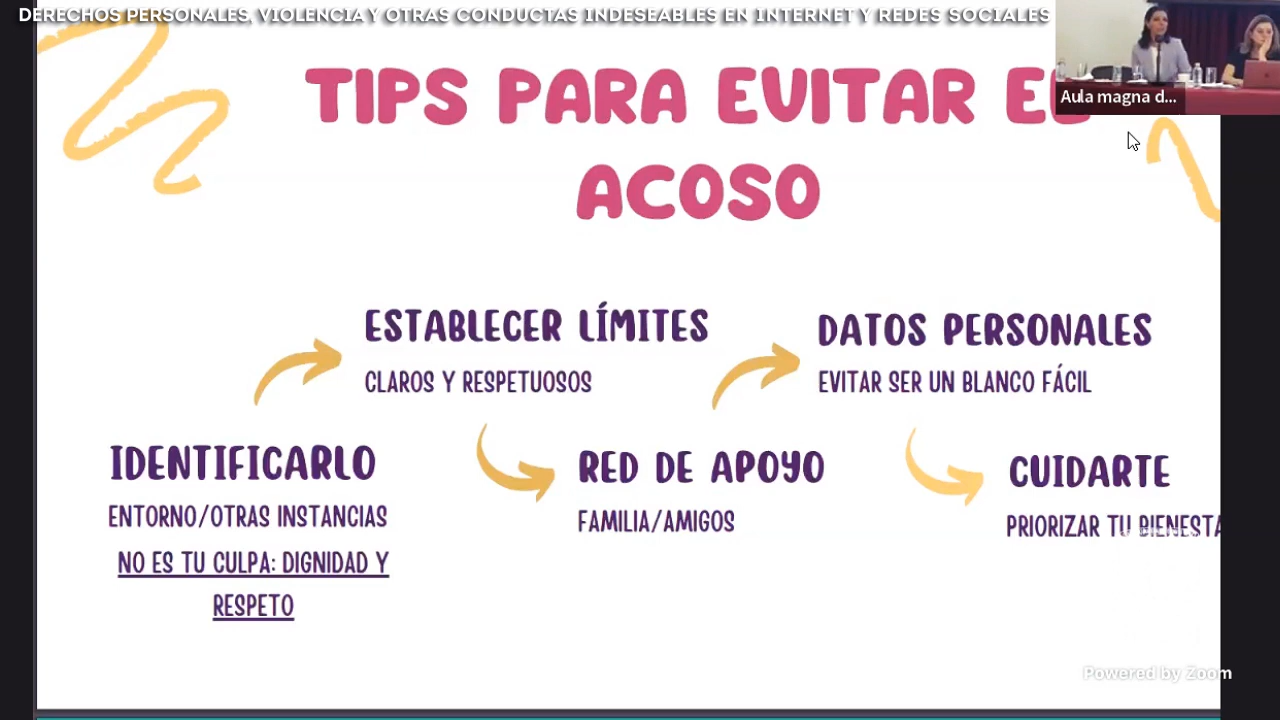 DERECHOS PERSONALES, VIOLENCIA Y OTRAS CONDUCTAS INDESEABLES EN INTERNET Y REDES SOCIALES
Aula magna d...
TIPS PARA EVITAR EL
ACOSO
ESTABLECER LÍMITES
CLAROS Y RESPETUOSOS
DATOS PERSONALES
EVITAR SER UN BLANCO FÁCIL
IDENTIFICARLO
ENTORNO/OTRAS INSTANCIAS
NO ES TU CULPA: DIGNIDAD Y
RESPETO
RED DE APOYO
FAMILIA/AMIGOS
CUIDARTE
PRIORIZAR TU BIENESTA
Powered by Zoom